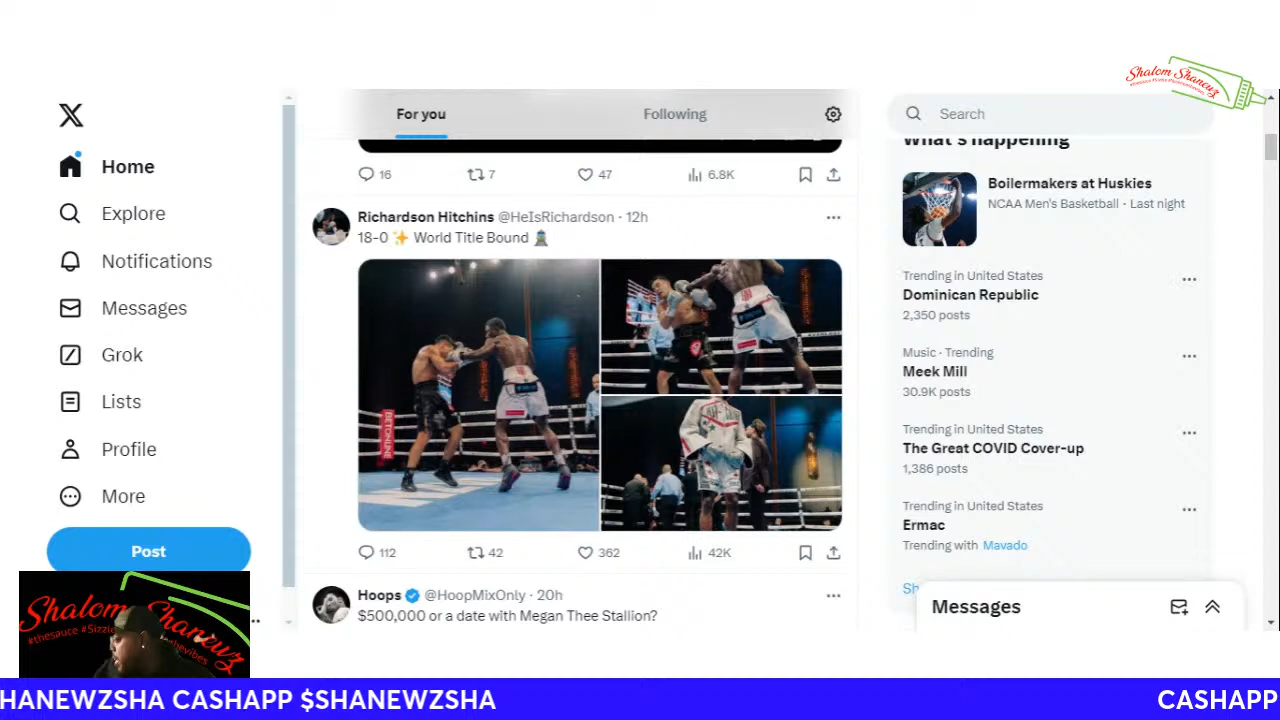 Shalom Shanewz
For you
Following
Search
What's happening
Home
Explore
Notifications
Messages
Grok
Lists
Profile
More
Post
16
7
47
6.8K
Richardson Hitchins @HeIsRichardson · 12h
18-0 ✨ World Title Bound
BETONLINE
112
42
362
42K
Hoops @HoopMixOnly · 20h
$500,000 or a date with Megan Thee Stallion?
Boilermakers at Huskies
NCAA Men's Basketball · Last night
Trending in United States
Dominican Republic
2,350 posts
Music · Trending
Meek Mill
30.9K posts
Trending in United States
The Great COVID Cover-up
1,386 posts
Trending in United States
Ermac
Trending with Mavado
Sh
Messages
Shalom Shanewz
#thesauce #Sizzl
HANEWZSHA CASHAPP $SHANEWZSHA
CASHAPP